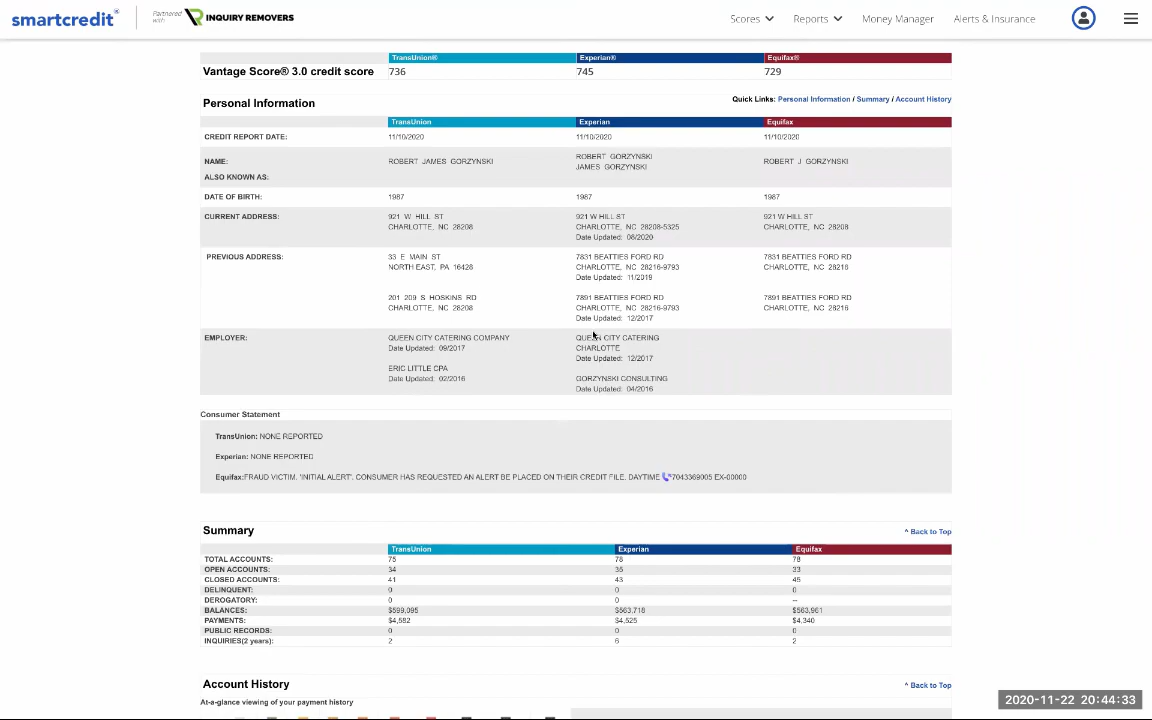 smartcredit® Partnered with: INQUIRY REMOVERS Scores Reports Money Manager Alerts & Insurance
TransUnion® Experian® Equifax®
Vantage Score® 3.0 credit score 736 745 729
Personal Information Quick Links: Personal Information / Summary / Account History
TransUnion Experian Equifax
CREDIT REPORT DATE: 11/10/2020 11/10/2020 11/10/2020
NAME: ROBERT JAMES GORZYNSKI ROBERT GORZYNSKI ROBERT J GORZYNSKI
JAMES GORZYNSKI
ALSO KNOWN AS:
DATE OF BIRTH: 1987 1987 1987
CURRENT ADDRESS: 921 W HILL ST 921 W HILL ST 921 W HILL ST
CHARLOTTE, NC 28208 CHARLOTTE, NC 28208-5325 CHARLOTTE, NC 28208
Date Updated: 08/2020
PREVIOUS ADDRESS: 33 E MAIN ST 7831 BEATTIES FORD RD 7831 BEATTIES FORD RD
NORTH EAST, PA 16428 CHARLOTTE, NC 28216-9793 CHARLOTTE, NC 28216
Date Updated: 11/2019
201 209 S HOSKINS RD 7891 BEATTIES FORD RD 7891 BEATTIES FORD RD
CHARLOTTE, NC 28208 CHARLOTTE, NC 28216-9793 CHARLOTTE, NC 28216
Date Updated: 12/2017
EMPLOYER: QUEEN CITY CATERING COMPANY QUEEN CITY CATERING
Date Updated: 09/2017 CHARLOTTE
Date Updated: 12/2017
ERIC LITTLE CPA
Date Updated: 02/2016 GORZYNSKI CONSULTING
Date Updated: 04/2016
Consumer Statement
TransUnion: NONE REPORTED
Experian: NONE REPORTED
Equifax:FRAUD VICTIM. "INITIAL ALERT". CONSUMER HAS REQUESTED AN ALERT BE PLACED ON THEIR CREDIT FILE. DAYTIME 7043369005 EX-00000
Summary ^ Back to Top
TransUnion Experian Equifax
TOTAL ACCOUNTS: 75 78 78
OPEN ACCOUNTS: 34 35 33
CLOSED ACCOUNTS: 41 43 45
DELINQUENT: 0 0 0
DEROGATORY: 0 0 --
BALANCES: $599,095 $563,718 $563,961
PAYMENTS: $4,582 $4,525 $4,340
PUBLIC RECORDS: 0 0 0
INQUIRIES(2 years): 2 6 2
Account History ^ Back to Top
At-a-glance viewing of your payment history
2020-11-22 20:44:33